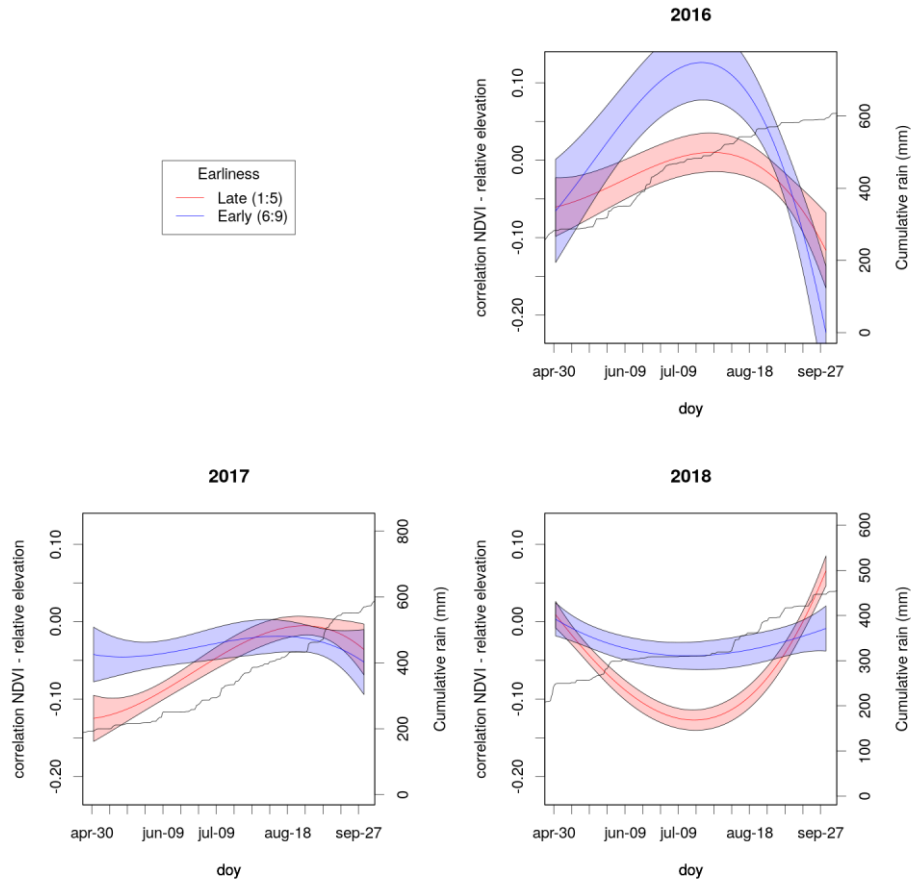 2016
correlation NDVI - relative elevation
-0.20
-0.10
0.00
0.10
apr-30 jun-09 jul-09 aug-18 sep-27
doy
0
200
400
600
Cumulative rain (mm)
Earliness
Late (1:5)
Early (6:9)
2017
correlation NDVI - relative elevation
-0.20
-0.10
0.00
0.10
apr-30 jun-09 jul-09 aug-18 sep-27
doy
0
200
400
600
800
Cumulative rain (mm)
2018
correlation NDVI - relative elevation
-0.20
-0.10
0.00
0.10
apr-30 jun-09 jul-09 aug-18 sep-27
doy
0
100
200
300
400
500
600
Cumulative rain (mm)